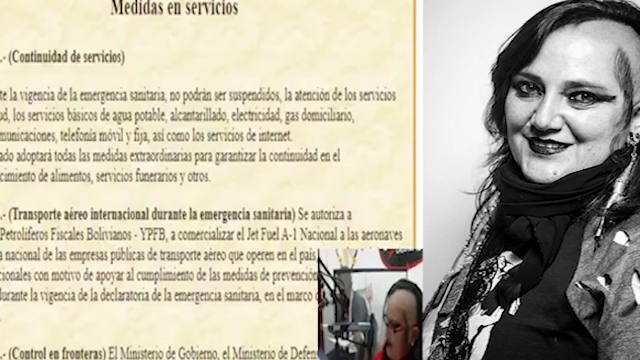 Medidas en servicios
.- (Continuidad de servicios)
te la vigencia de la emergencia sanitaria, no podrán ser suspendidos, la atención de los servicios
ud, los servicios básicos de agua potable, alcantarillado, electricidad, gas domiciliario,
municaciones, telefonía móvil y fija, así como los servicios de internet.
ado adoptará todas las medidas extraordinarias para garantizar la continuidad en el
cimiento de alimentos, servicios funerarios y otros.
.- (Transporte aéreo internacional durante la emergencia sanitaria) Se autoriza a
Petrolíferos Fiscales Bolivianos - YPFB, a comercializar el Jet Fuel A-1 Nacional a las aeronaves
a nacional de las empresas públicas de transporte aéreo que operen en el país
cionales con motivo de apoyar al cumplimiento de las medidas de prevención
durante la vigencia de la declaratoria de la emergencia sanitaria, en el marco
.- (Control en fronteras) El Ministerio de Gobierno, el Ministerio de Defens